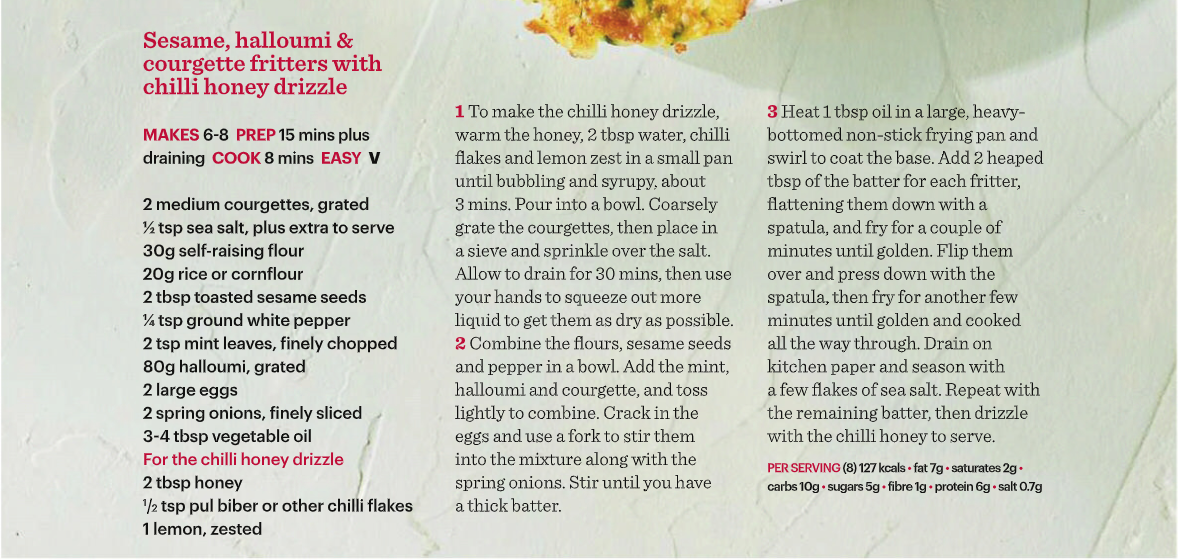 Sesame, halloumi &
courgette fritters with
chilli honey drizzle
MAKES 6-8 PREP 15 mins plus
draining COOK 8 mins EASY V
2 medium courgettes, grated
½ tsp sea salt, plus extra to serve
30g self-raising flour
20g rice or cornflour
2 tbsp toasted sesame seeds
¼ tsp ground white pepper
2 tsp mint leaves, finely chopped
80g halloumi, grated
2 large eggs
2 spring onions, finely sliced
3-4 tbsp vegetable oil
For the chilli honey drizzle
2 tbsp honey
1/2 tsp pul biber or other chilli flakes
1 lemon, zested
1 To make the chilli honey drizzle,
warm the honey, 2 tbsp water, chilli
flakes and lemon zest in a small pan
until bubbling and syrupy, about
3 mins. Pour into a bowl. Coarsely
grate the courgettes, then place in
a sieve and sprinkle over the salt.
Allow to drain for 30 mins, then use
your hands to squeeze out more
liquid to get them as dry as possible.
2 Combine the flours, sesame seeds
and pepper in a bowl. Add the mint,
halloumi and courgette, and toss
lightly to combine. Crack in the
eggs and use a fork to stir them
into the mixture along with the
spring onions. Stir until you have
a thick batter.
3 Heat 1 tbsp oil in a large, heavy-
bottomed non-stick frying pan and
swirl to coat the base. Add 2 heaped
tbsp of the batter for each fritter,
flattening them down with a
spatula, and fry for a couple of
minutes until golden. Flip them
over and press down with the
spatula, then fry for another few
minutes until golden and cooked
all the way through. Drain on
kitchen paper and season with
a few flakes of sea salt. Repeat with
the remaining batter, then drizzle
with the chilli honey to serve.
PER SERVING (8) 127 kcals • fat 7g • saturates 2g •
carbs 10g • sugars 5g • fibre 1g • protein 6g • salt 0.7g